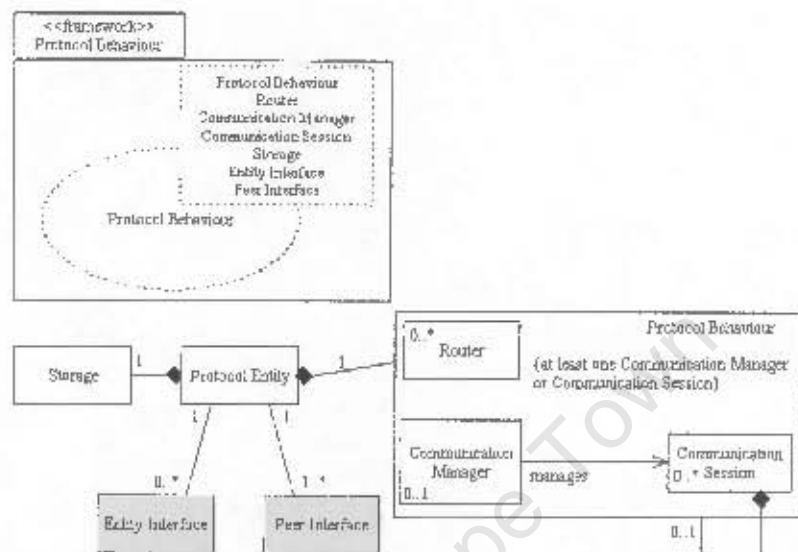 <<framework>>
Protocol Behaviour
Protocol Behaviour
Router
Communication Manager
Communication Session
Storage
Entity Interface
Peer Interface
Protocol Behaviour
0..*
Router
Protocol Behaviour
{at least one Communication Manager
or Communication Session}
Storage
1
Protocol Entity
1
1
1
0..*
1..*
Entity Interface
Peer Interface
Communication
Manager
0..1
manages
Communication
0..* Session
0..1
pe Town